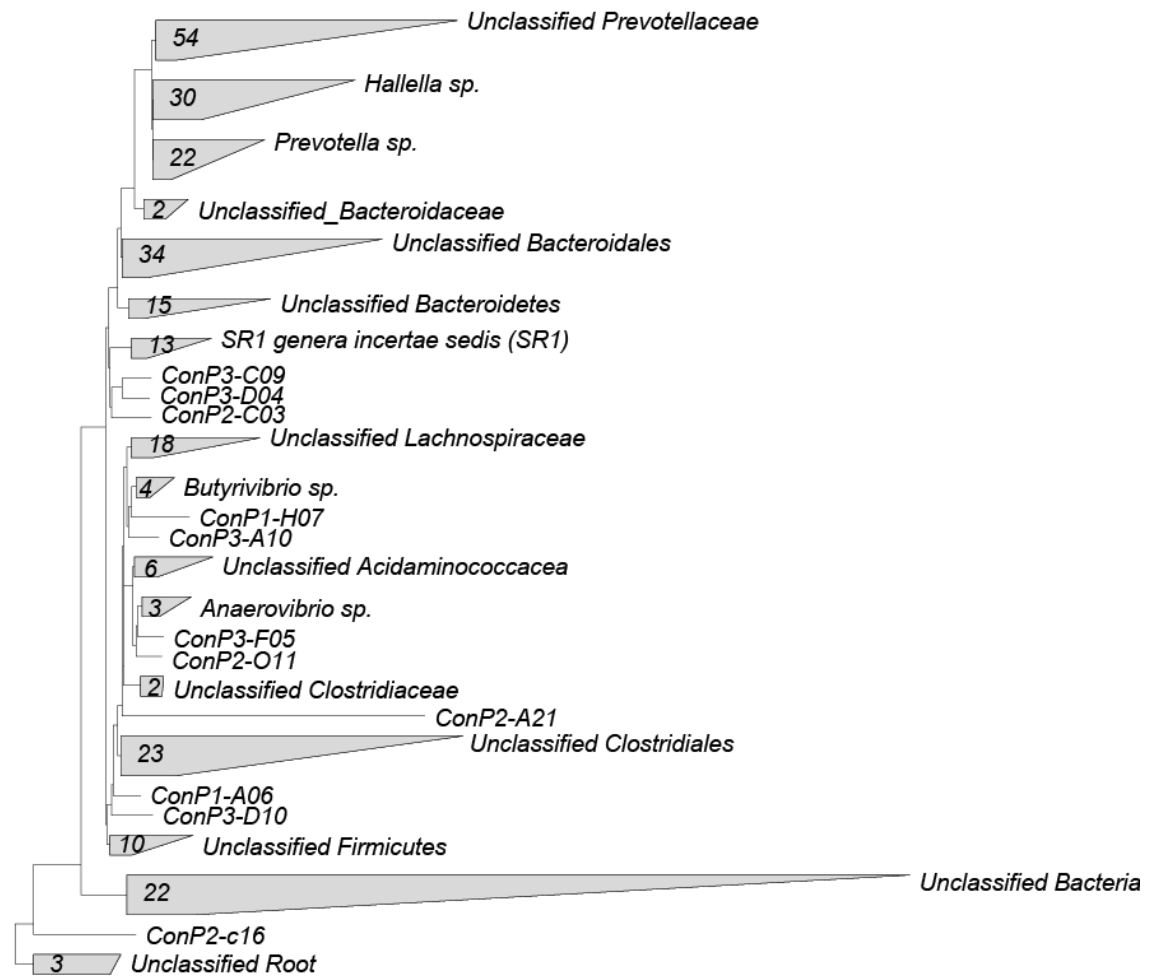 54 Unclassified Prevotellaceae
30 Hallella sp.
22 Prevotella sp.
2 Unclassified_Bacteroidaceae
34 Unclassified Bacteroidales
15 Unclassified Bacteroidetes
13 SR1 genera incertae sedis (SR1)
ConP3-C09
ConP3-D04
ConP2-C03
18 Unclassified Lachnospiraceae
4 Butyrivibrio sp.
ConP1-H07
ConP3-A10
6 Unclassified Acidaminococcacea
3 Anaerovibrio sp.
ConP3-F05
ConP2-O11
2 Unclassified Clostridiaceae
ConP2-A21
23 Unclassified Clostridiales
ConP1-A06
ConP3-D10
10 Unclassified Firmicutes
22 Unclassified Bacteria
ConP2-c16
3 Unclassified Root